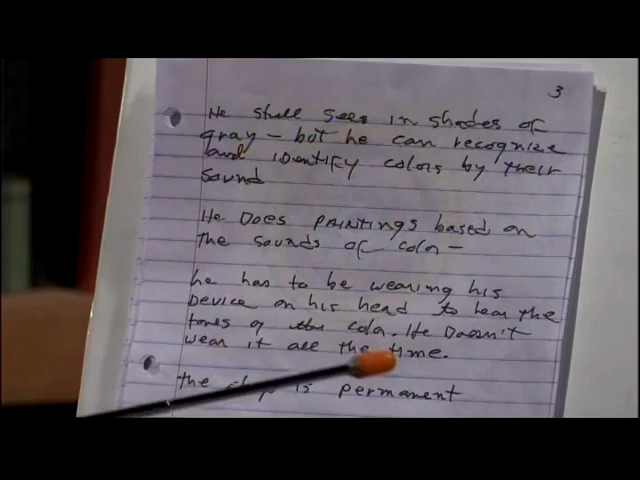 3
He still sees in shades of
gray - but he can recognize
and identify colors by their
sound
He Does PAINTINGS based on
the sounds of color -
he has to be wearing his
Device on his head to hear the
tones of the color. He Doesn't
wear it all the time.
the is permanent